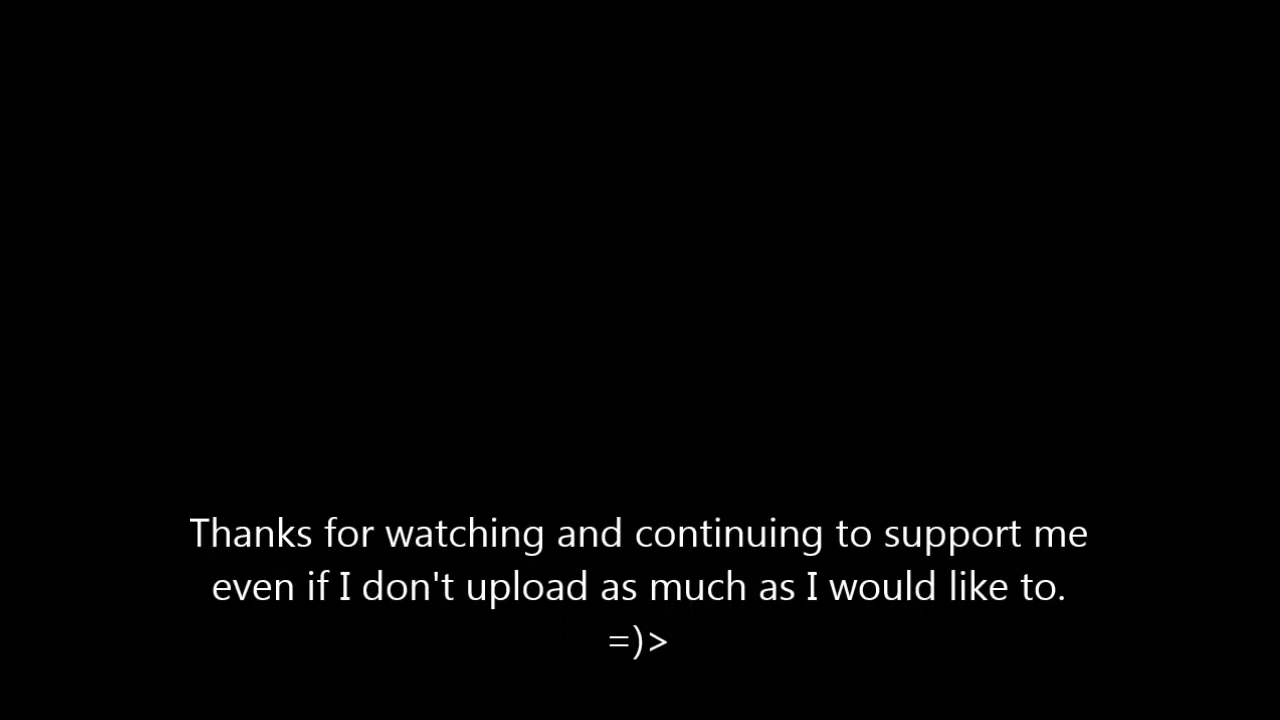 Thanks for watching and continuing to support me
even if I don't upload as much as I would like to.
=)>